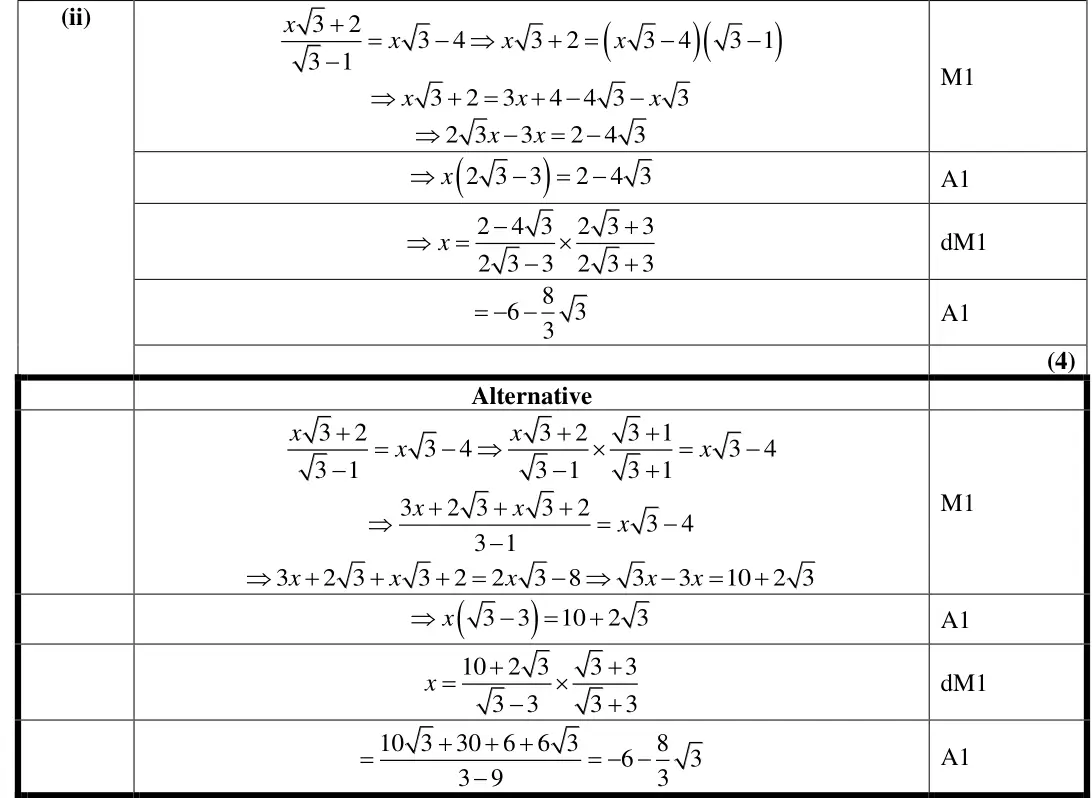 (ii)
(x√3 + 2)/(√3 − 1) = x√3 − 4 ⇒ x√3 + 2 = (x√3 − 4)(√3 − 1)
⇒ x√3 + 2 = 3x + 4 − 4√3 − x√3
⇒ 2√3x − 3x = 2 − 4√3
M1
⇒ x(2√3 − 3) = 2 − 4√3 A1
⇒ x = (2 − 4√3)/(2√3 − 3) × (2√3 + 3)/(2√3 + 3) dM1
= −6 − (8/3)√3 A1
(4)
Alternative
(x√3 + 2)/(√3 − 1) = x√3 − 4 ⇒ (x√3 + 2)/(√3 − 1) × (√3 + 1)/(√3 + 1) = x√3 − 4
⇒ (3x + 2√3 + x√3 + 2)/(3 − 1) = x√3 − 4
⇒ 3x + 2√3 + x√3 + 2 = 2x√3 − 8 ⇒ √3x − 3x = 10 + 2√3
M1
⇒ x(√3 − 3) = 10 + 2√3 A1
x = (10 + 2√3)/(√3 − 3) × (√3 + 3)/(√3 + 3) dM1
= (10√3 + 30 + 6 + 6√3)/(3 − 9) = −6 − (8/3)√3 A1